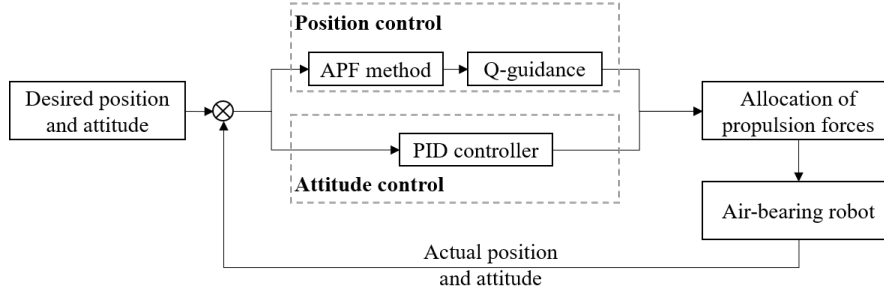 Position control
APF method
Q-guidance
Desired position
and attitude
Allocation of
propulsion forces
PID controller
Attitude control
Air-bearing robot
Actual position
and attitude